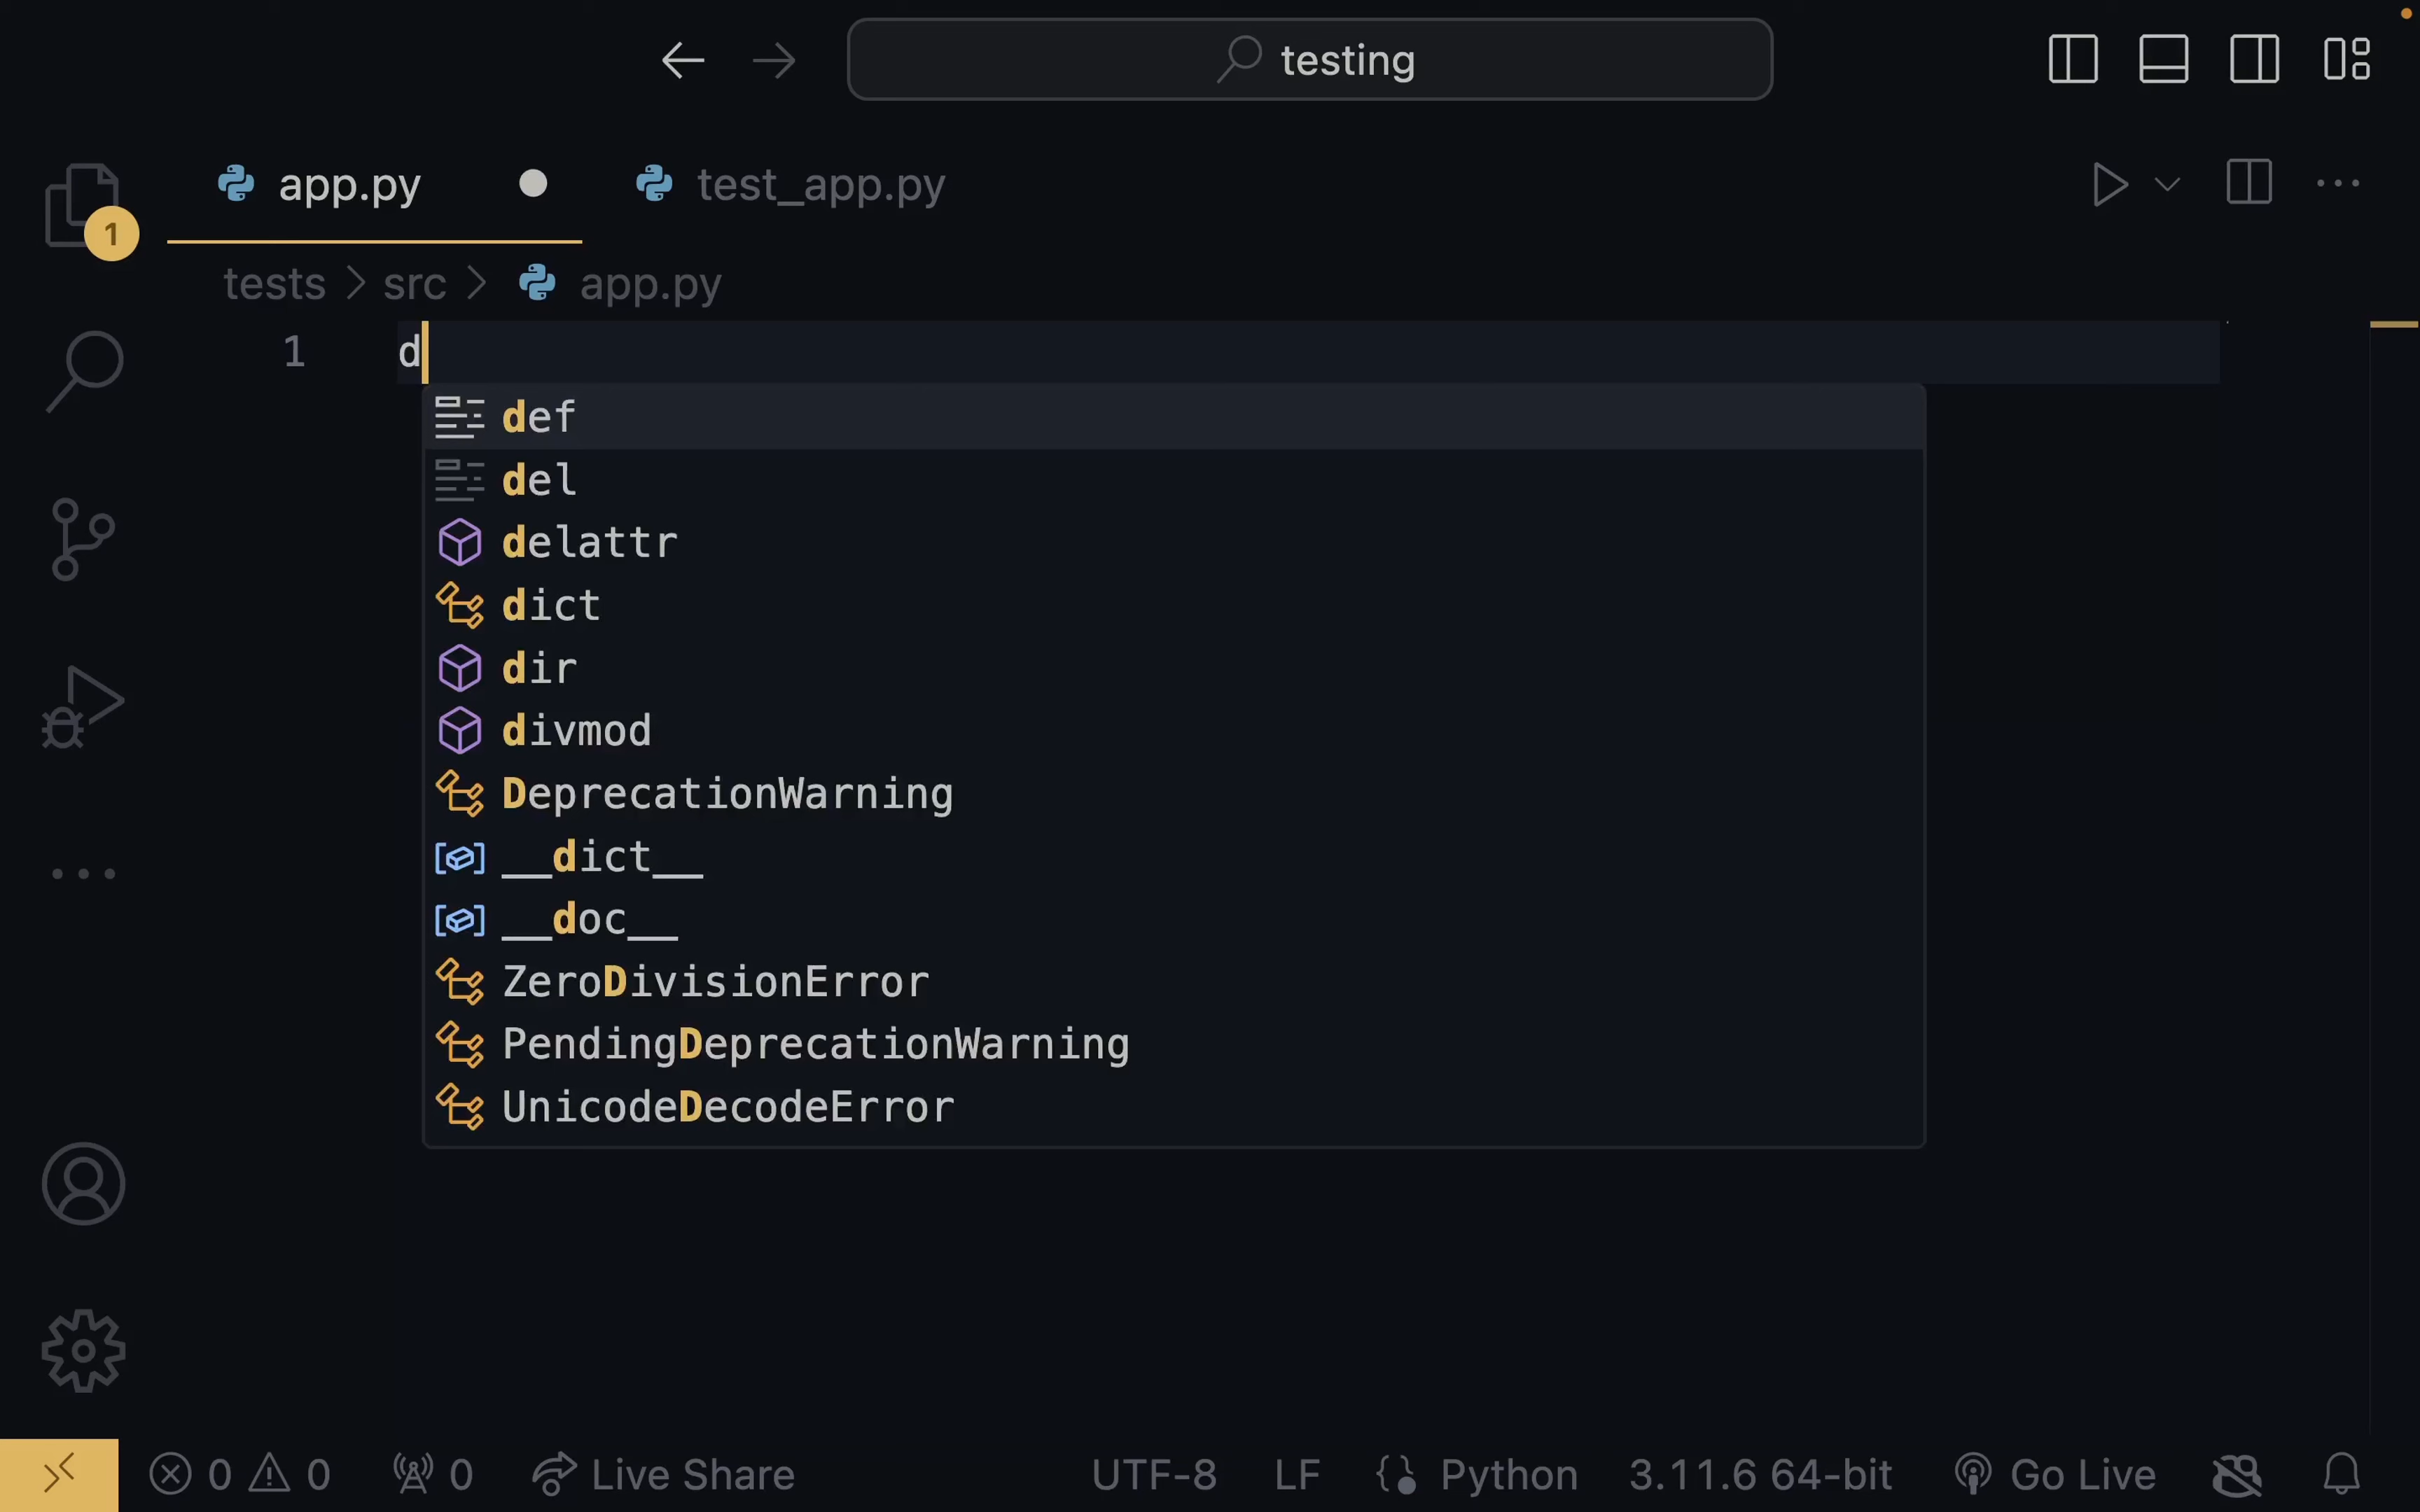 testing
app.py test_app.py
1
tests > src > app.py
1 d
def
del
delattr
dict
dir
divmod
DeprecationWarning
__dict__
__doc__
ZeroDivisionError
PendingDeprecationWarning
UnicodeDecodeError
0 0 0 Live Share UTF-8 LF Python 3.11.6 64-bit Go Live